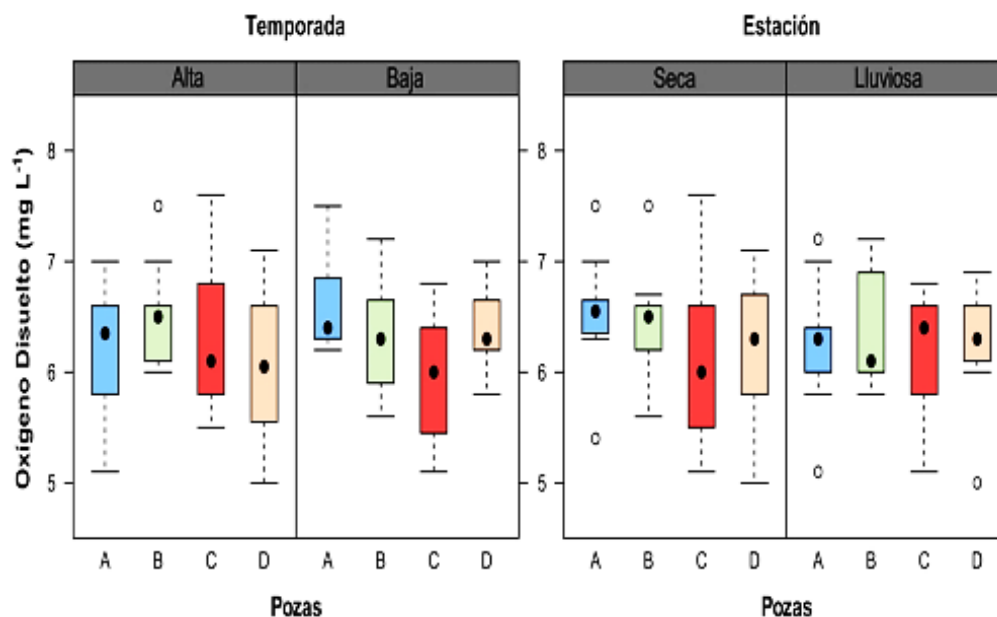 Temporada Estación
Alta Baja Seca Lluviosa
Oxígeno Disuelto (mg L⁻¹)
8 8
7 7
6 6
5 5
A B C D A B C D A B C D A B C D
Pozas Pozas